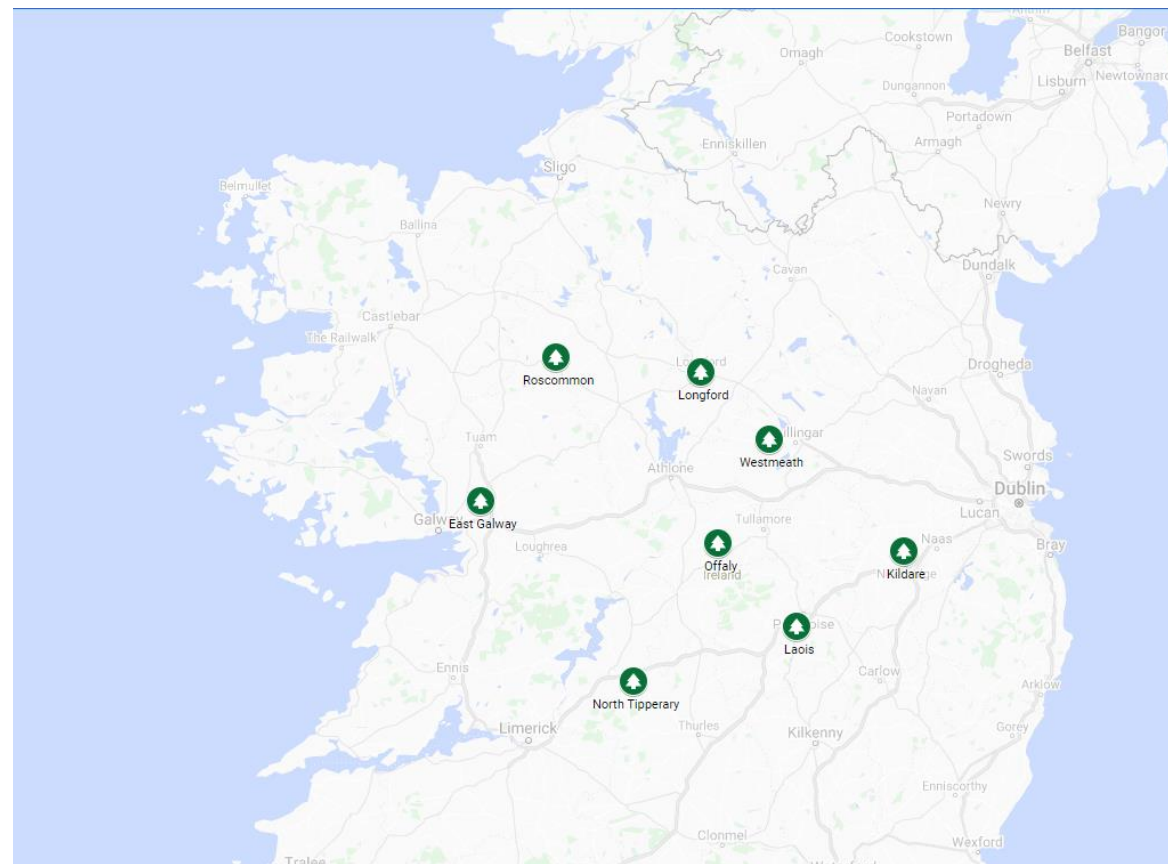 Bangor
Cookstown
Omagh
Belfast
Newtownard
Dungannon
Lisburn
Portadown
Enniskillen
Armagh
Sligo
Belmullet
Newry
Ballina
Dundalk
Cavan
Castlebar
The Railwalk
Roscommon
Longford
Drogheda
Navan
Tuam
Westmeath
Swords
Athlone
Dublin
Lucan
East Galway
Tullamore
Loughrea
Naas
Bray
Offaly
Ireland
Kildare
Laois
Ennis
Carlow
Arklow
North Tipperary
Limerick
Thurles
Kilkenny
Gorey
Enniscorthy
Clonmel
Wexford
Tralee